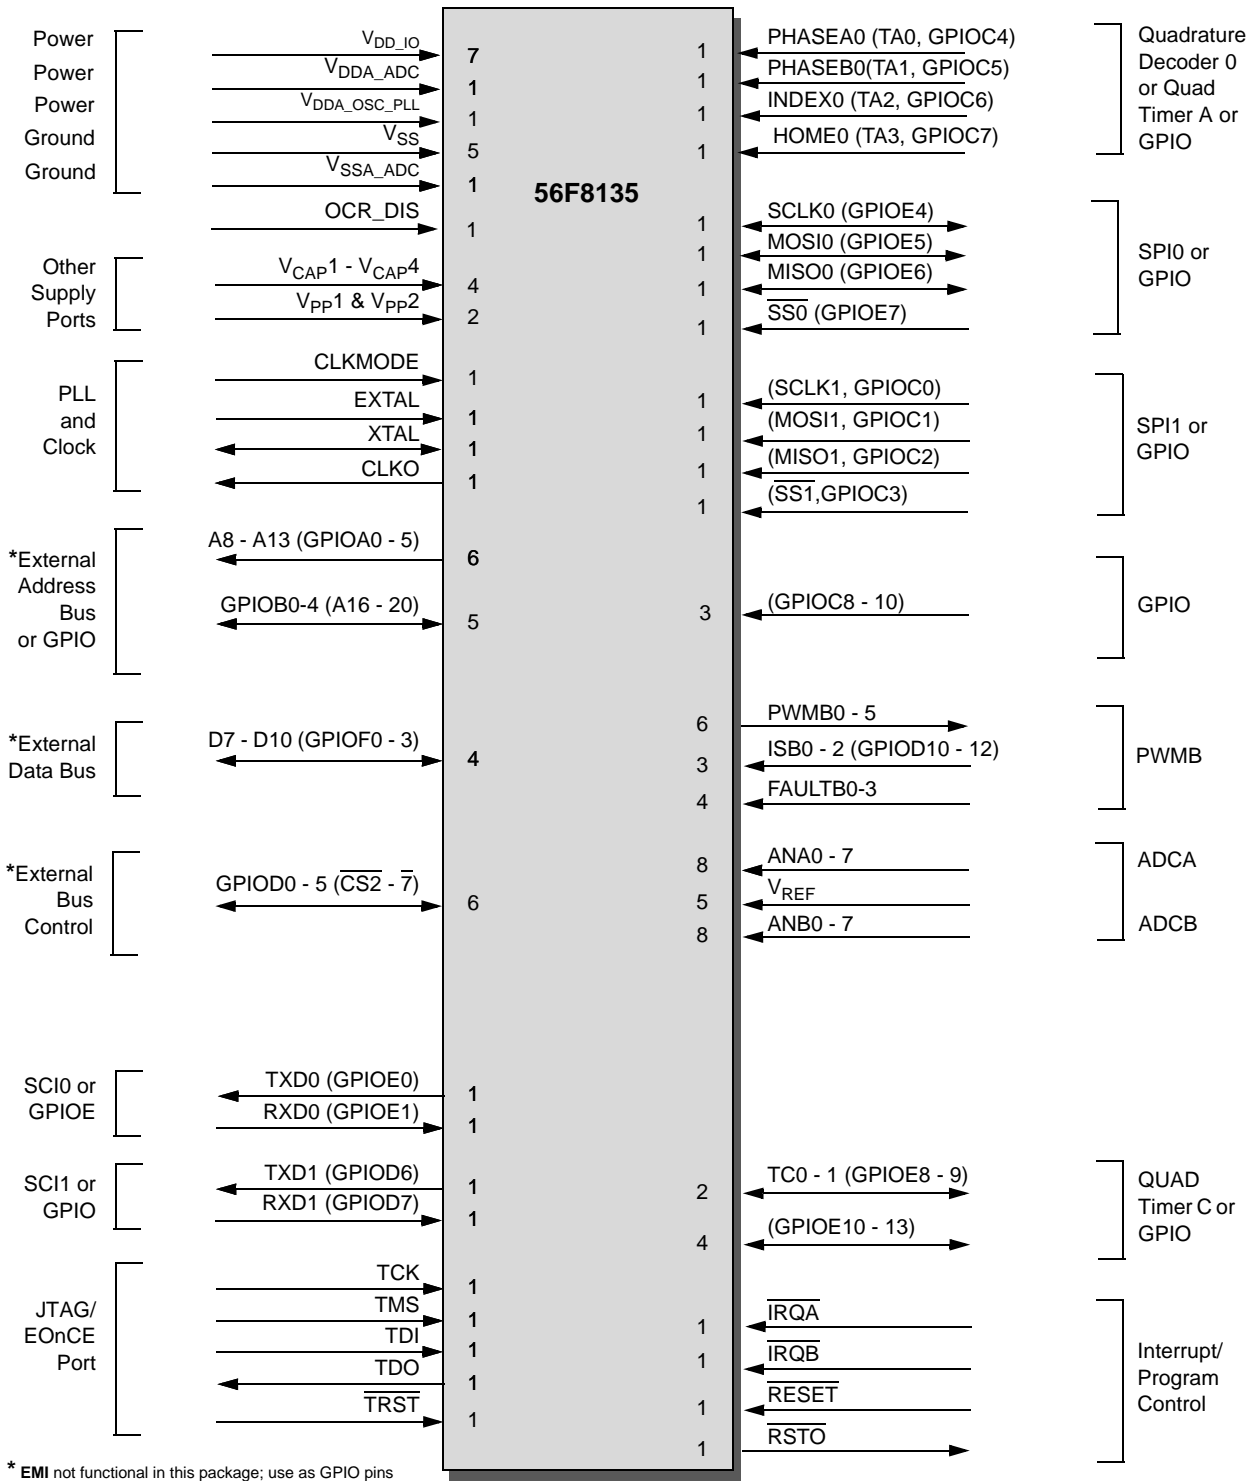 56F8135
Power
V_DD_IO
7
Power
V_DDA_ADC
1
Power
V_DDA_OSC_PLL
1
Ground
V_SS
5
Ground
V_SSA_ADC
1
OCR_DIS
1
Other
Supply
Ports
V_CAP1 - V_CAP4
4
V_PP1 & V_PP2
2
PLL
and
Clock
CLKMODE
1
EXTAL
1
XTAL
1
CLKO
1
*External
Address
Bus
or GPIO
A8 - A13 (GPIOA0 - 5)
6
GPIOB0-4 (A16 - 20)
5
*External
Data Bus
D7 - D10 (GPIOF0 - 3)
4
*External
Bus
Control
GPIOD0 - 5 (C̅S̅2̅ - 7̅)
6
SCI0 or
GPIOE
TXD0 (GPIOE0)
1
RXD0 (GPIOE1)
1
SCI1 or
GPIO
TXD1 (GPIOD6)
1
RXD1 (GPIOD7)
1
JTAG/
EOnCE
Port
TCK
1
TMS
1
TDI
1
TDO
1
T̅R̅S̅T̅
1
1
PHASEA0 (TA0, GPIOC4)
1
PHASEB0(TA1, GPIOC5)
1
INDEX0 (TA2, GPIOC6)
1
HOME0 (TA3, GPIOC7)
Quadrature
Decoder 0
or Quad
Timer A or
GPIO
1
SCLK0 (GPIOE4)
1
MOSI0 (GPIOE5)
1
MISO0 (GPIOE6)
1
S̅S̅0̅ (GPIOE7)
SPI0 or
GPIO
1
(SCLK1, GPIOC0)
1
(MOSI1, GPIOC1)
1
(MISO1, GPIOC2)
1
(S̅S̅1̅,GPIOC3)
SPI1 or
GPIO
3
(GPIOC8 - 10)
GPIO
6
PWMB0 - 5
3
ISB0 - 2 (GPIOD10 - 12)
4
FAULTB0-3
PWMB
8
ANA0 - 7
5
V_REF
8
ANB0 - 7
ADCA
ADCB
2
TC0 - 1 (GPIOE8 - 9)
4
(GPIOE10 - 13)
QUAD
Timer C or
GPIO
1
I̅R̅Q̅A̅
1
I̅R̅Q̅B̅
1
R̅E̅S̅E̅T̅
1
R̅S̅T̅O̅
Interrupt/
Program
Control
* EMI not functional in this package; use as GPIO pins